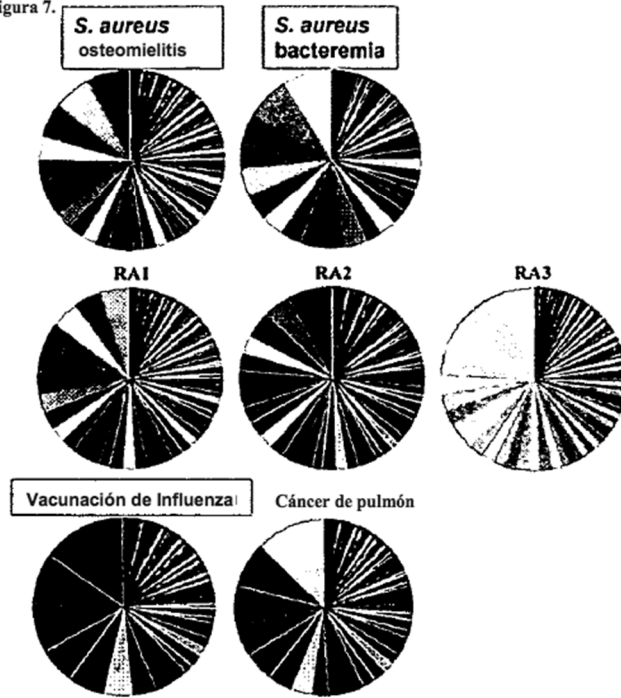 igura 7.
S. aureus
osteomielitis
S. aureus
bacteremia
RA1
RA2
RA3
Vacunación de Influenza
Cáncer de pulmón